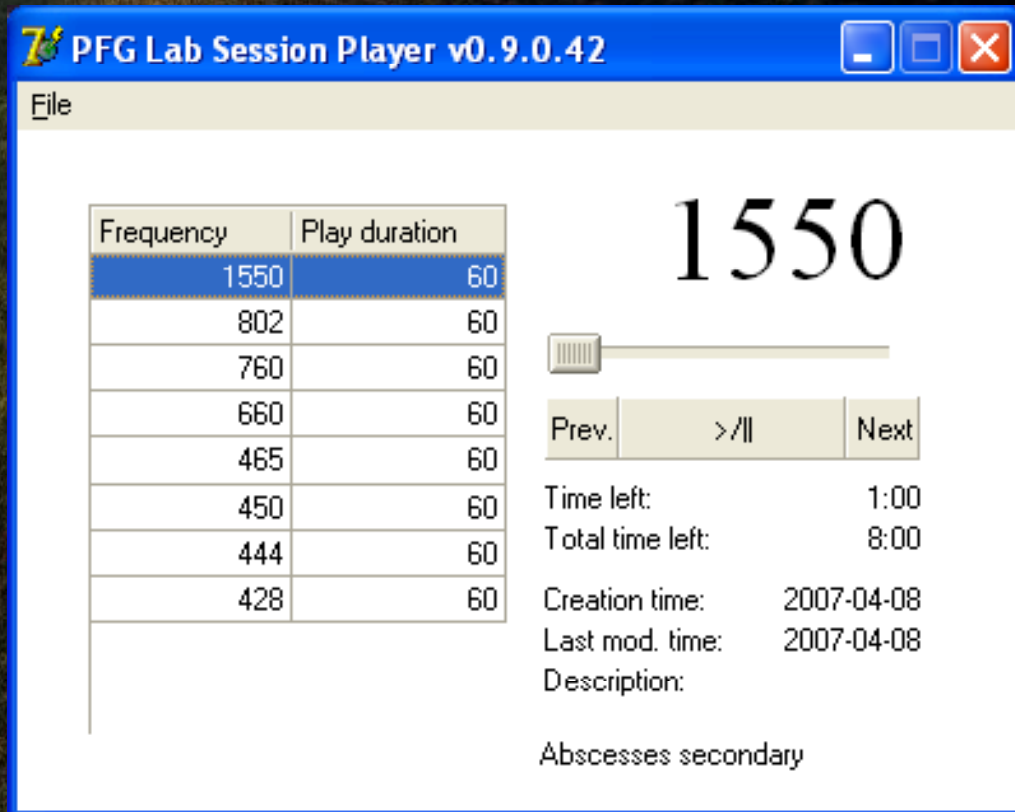 PFG Lab Session Player v0.9.0.42
File
Frequency Play duration
1550 60
802 60
760 60
660 60
465 60
450 60
444 60
428 60
1550
Prev. >/|| Next
Time left: 1:00
Total time left: 8:00
Creation time: 2007-04-08
Last mod. time: 2007-04-08
Description:
Abscesses secondary